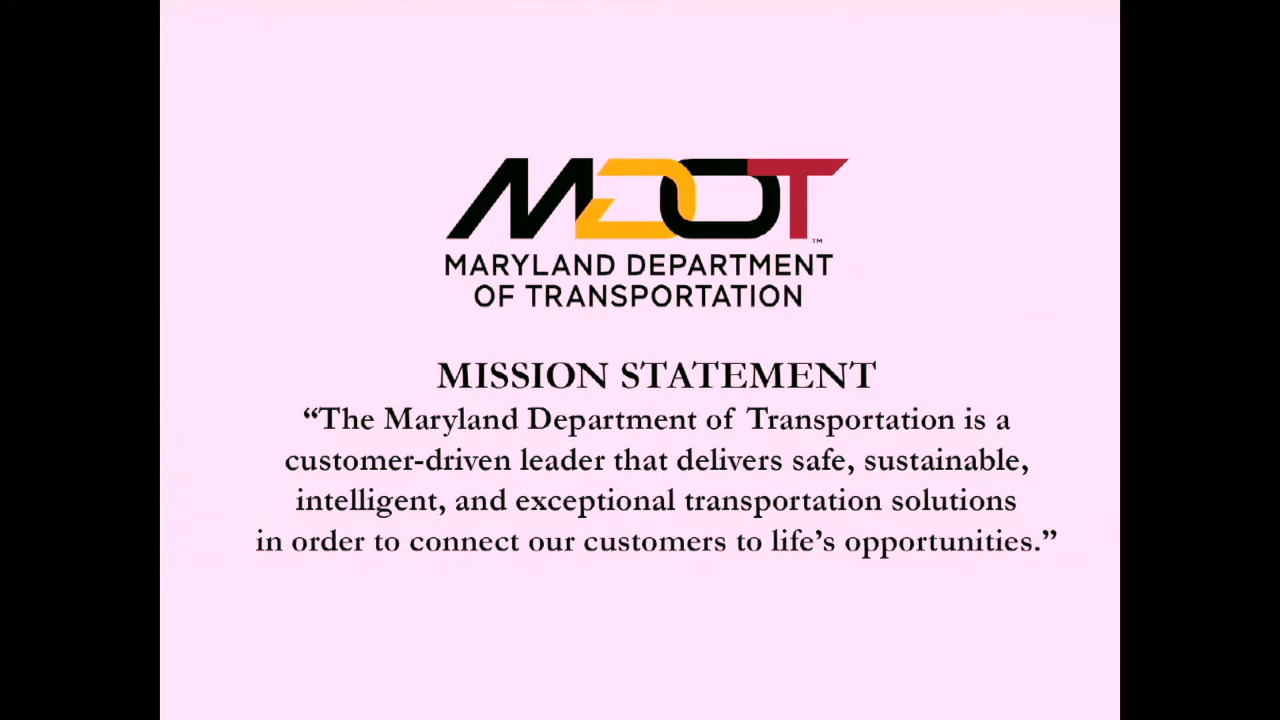 MDOT™
MARYLAND DEPARTMENT
OF TRANSPORTATION
MISSION STATEMENT
“The Maryland Department of Transportation is a
customer-driven leader that delivers safe, sustainable,
intelligent, and exceptional transportation solutions
in order to connect our customers to life’s opportunities.”